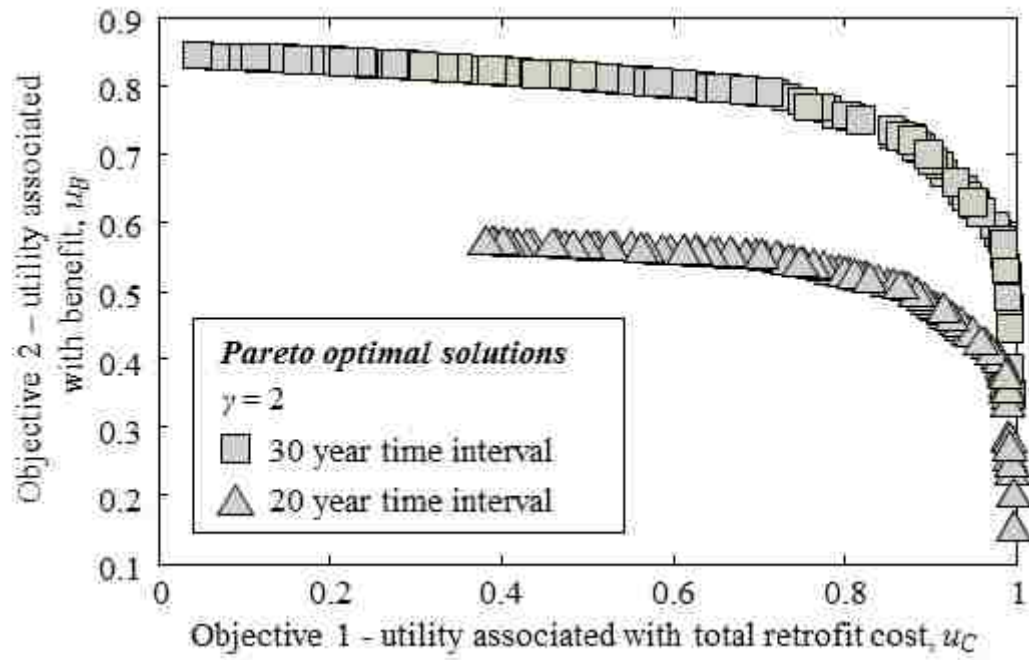 0.9
0.8
0.7
0.6
0.5
0.4
0.3
0.2
0.1
Objective 2 – utility associated
with benefit, u_B
Pareto optimal solutions
γ = 2
30 year time interval
20 year time interval
0 0.2 0.4 0.6 0.8 1
Objective 1 - utility associated with total retrofit cost, u_C